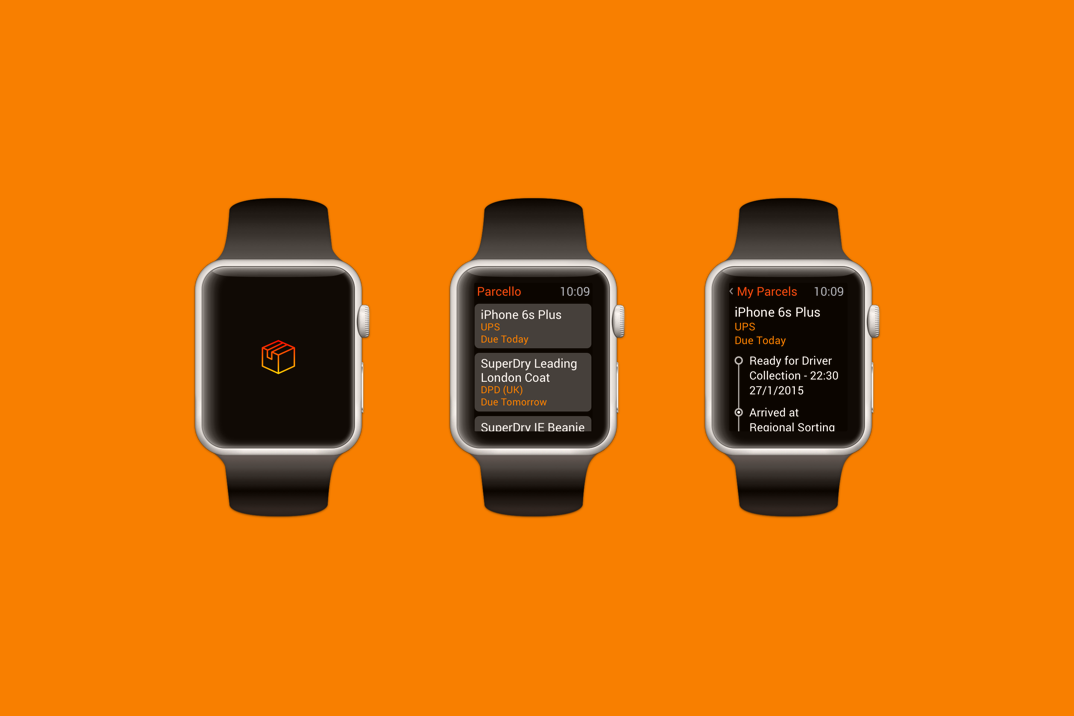 Parcello 10:09
iPhone 6s Plus
UPS
Due Today
SuperDry Leading
London Coat
DPD (UK)
Due Tomorrow
SuperDry IE Beanie
‹ My Parcels 10:09
iPhone 6s Plus
UPS
Due Today
Ready for Driver
Collection - 22:30
27/1/2015
Arrived at
Regional Sorting